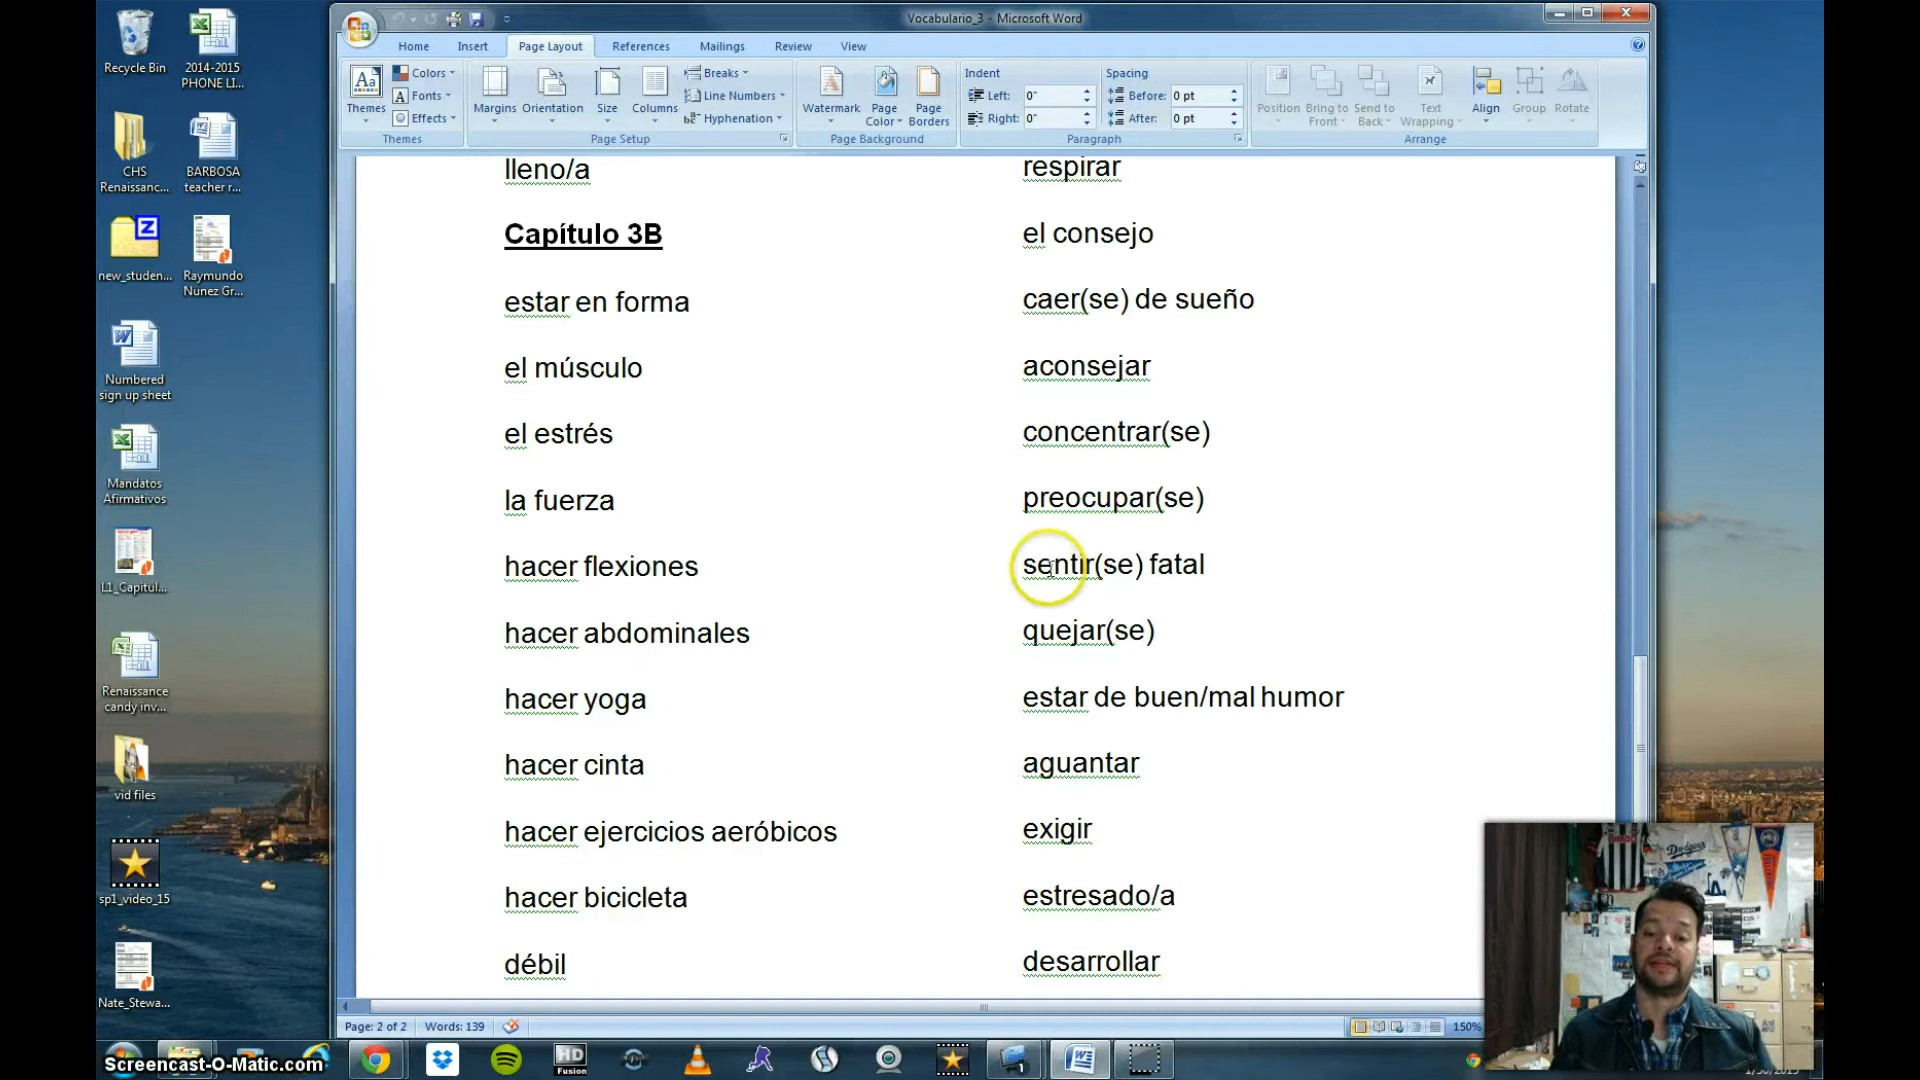 Vocabulario_3 - Microsoft Word
Home Insert Page Layout References Mailings Review View
Themes
Colors
Fonts
Effects
Themes
Margins
Orientation
Size
Columns
Breaks
Line Numbers
Hyphenation
Page Setup
Watermark
Page Color
Page Borders
Page Background
Indent
Left: 0"
Right: 0"
Spacing
Before: 0 pt
After: 0 pt
Paragraph
Position
Bring to Front
Send to Back
Text Wrapping
Align
Group
Rotate
Arrange
Recycle Bin
2014-2015 PHONE LI...
CHS Renaissanc...
BARBOSA teacher r...
new_studen...
Raymundo Nunez Gr...
Numbered sign up sheet
Mandatos Afirmativos
L1_Capitul...
Renaissance candy inv...
vid files
sp1_video_15
Nate_Stewa...
lleno/a
Capítulo 3B
estar en forma
el músculo
el estrés
la fuerza
hacer flexiones
hacer abdominales
hacer yoga
hacer cinta
hacer ejercicios aeróbicos
hacer bicicleta
débil
respirar
el consejo
caer(se) de sueño
aconsejar
concentrar(se)
preocupar(se)
sentir(se) fatal
quejar(se)
estar de buen/mal humor
aguantar
exigir
estresado/a
desarrollar
Dodgers
Page: 2 of 2 Words: 139
150%
Screencast-O-Matic.com
HD
Fusion